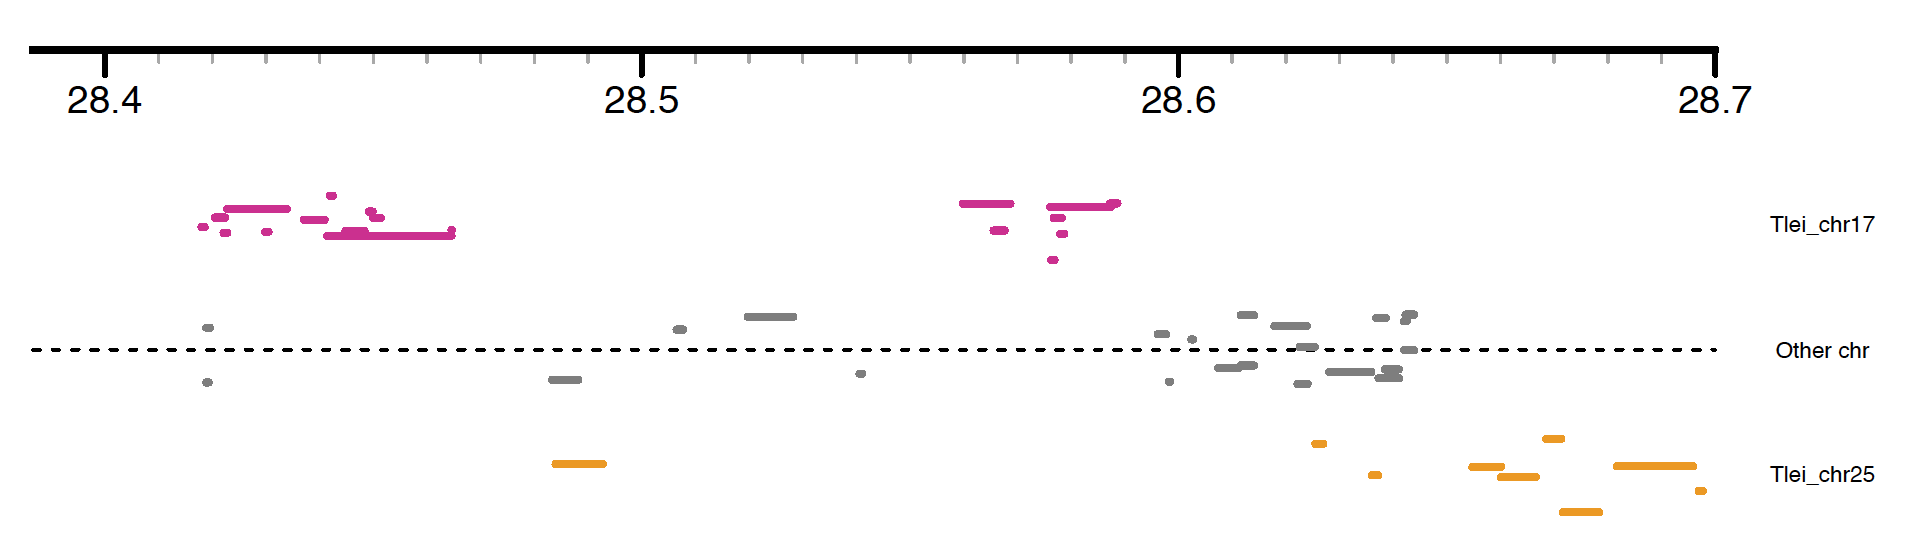 28.4 28.5 28.6 28.7
Tlei_chr17
Other chr
Tlei_chr25